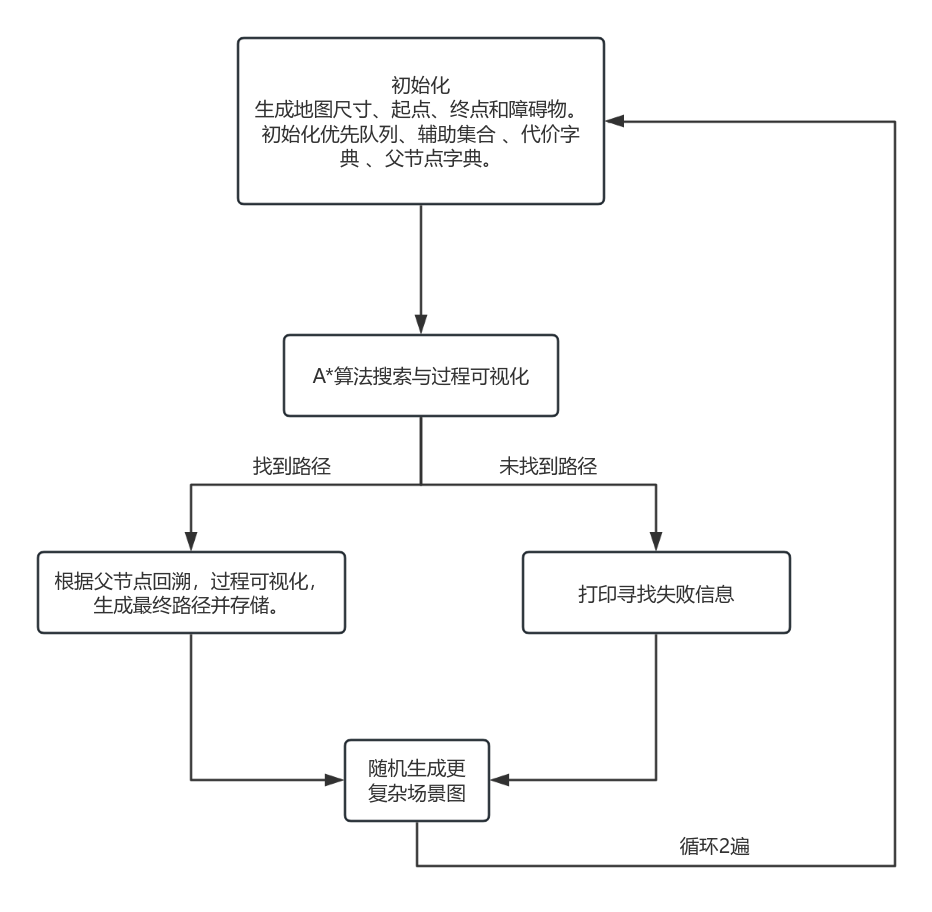 初始化
生成地图尺寸、起点、终点和障碍物。
初始化优先队列、辅助集合 、代价字
典 、父节点字典。
A*算法搜索与过程可视化
找到路径
未找到路径
根据父节点回溯，过程可视化，
生成最终路径并存储。
打印寻找失败信息
随机生成更
复杂场景图
循环2遍